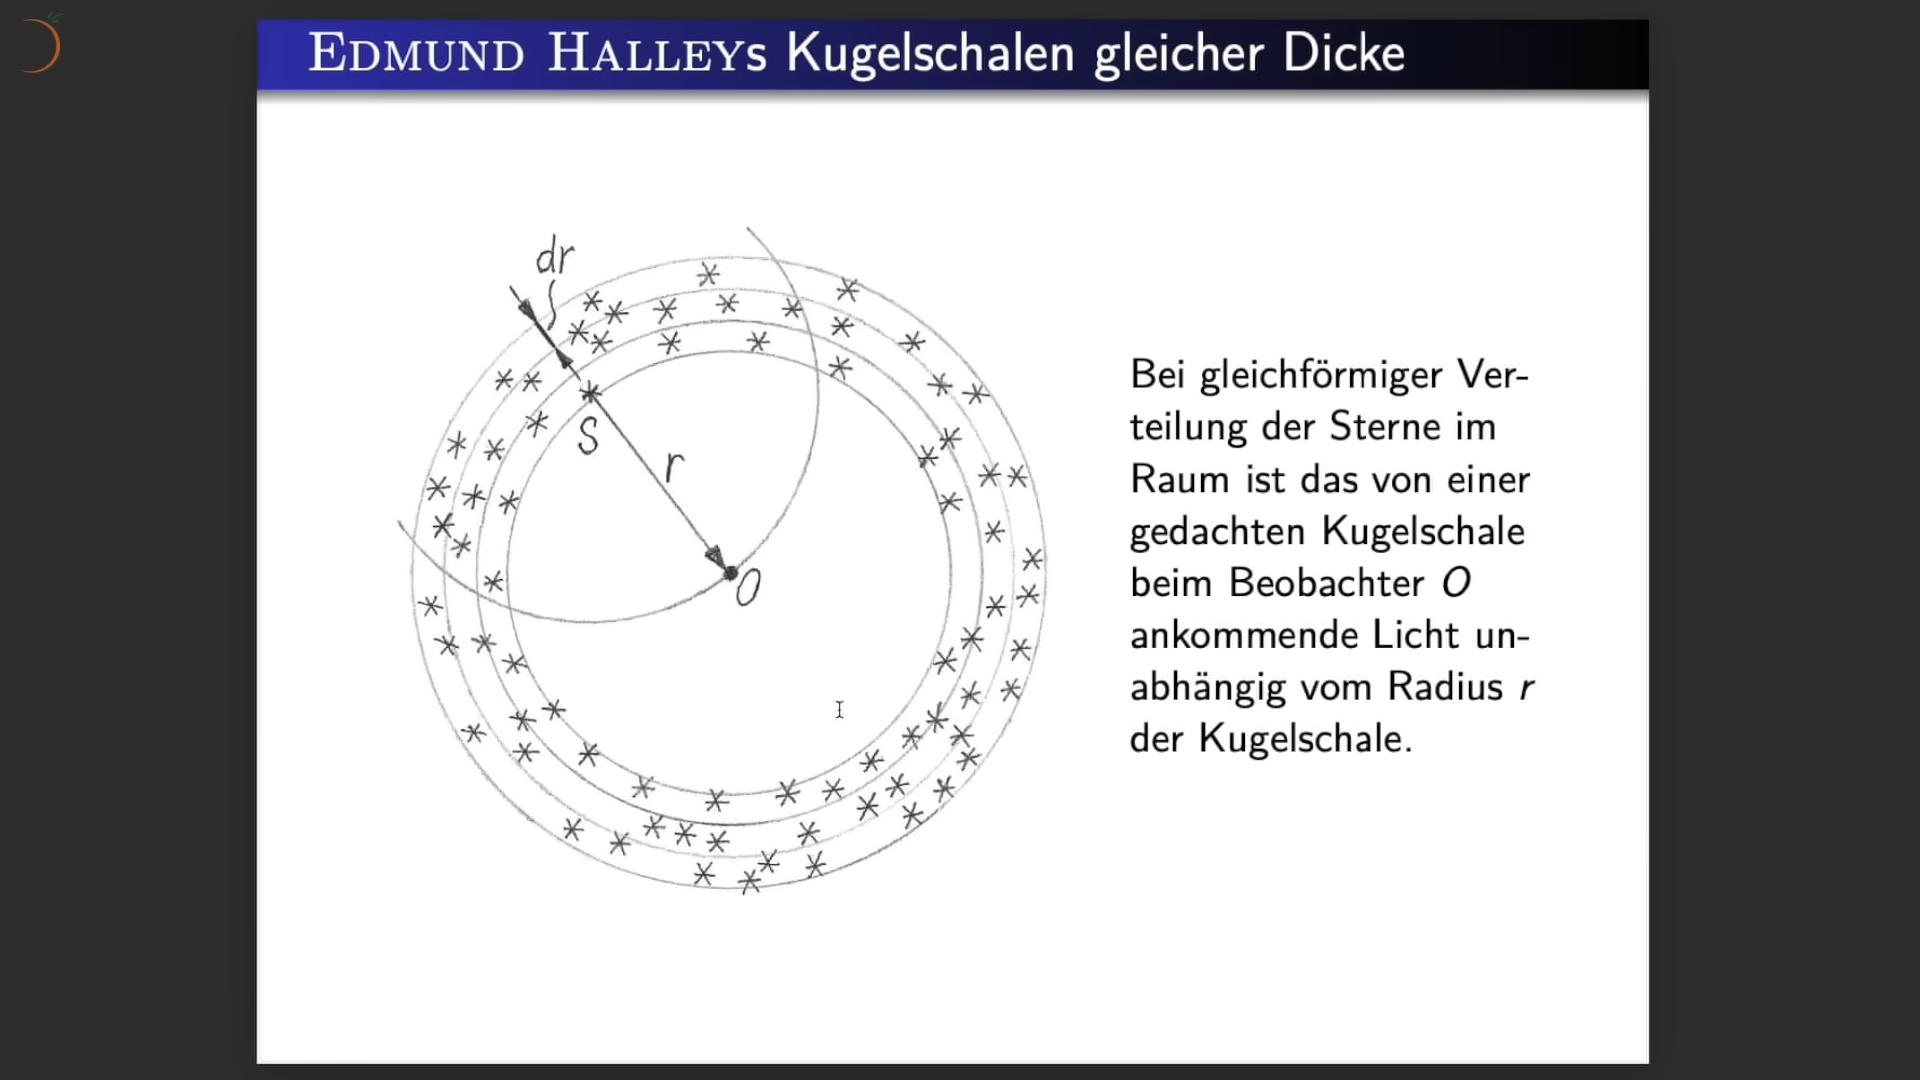 EDMUND HALLEYs Kugelschalen gleicher Dicke
dr
S
r
O
Bei gleichförmiger Ver-
teilung der Sterne im
Raum ist das von einer
gedachten Kugelschale
beim Beobachter O
ankommende Licht un-
abhängig vom Radius r
der Kugelschale.